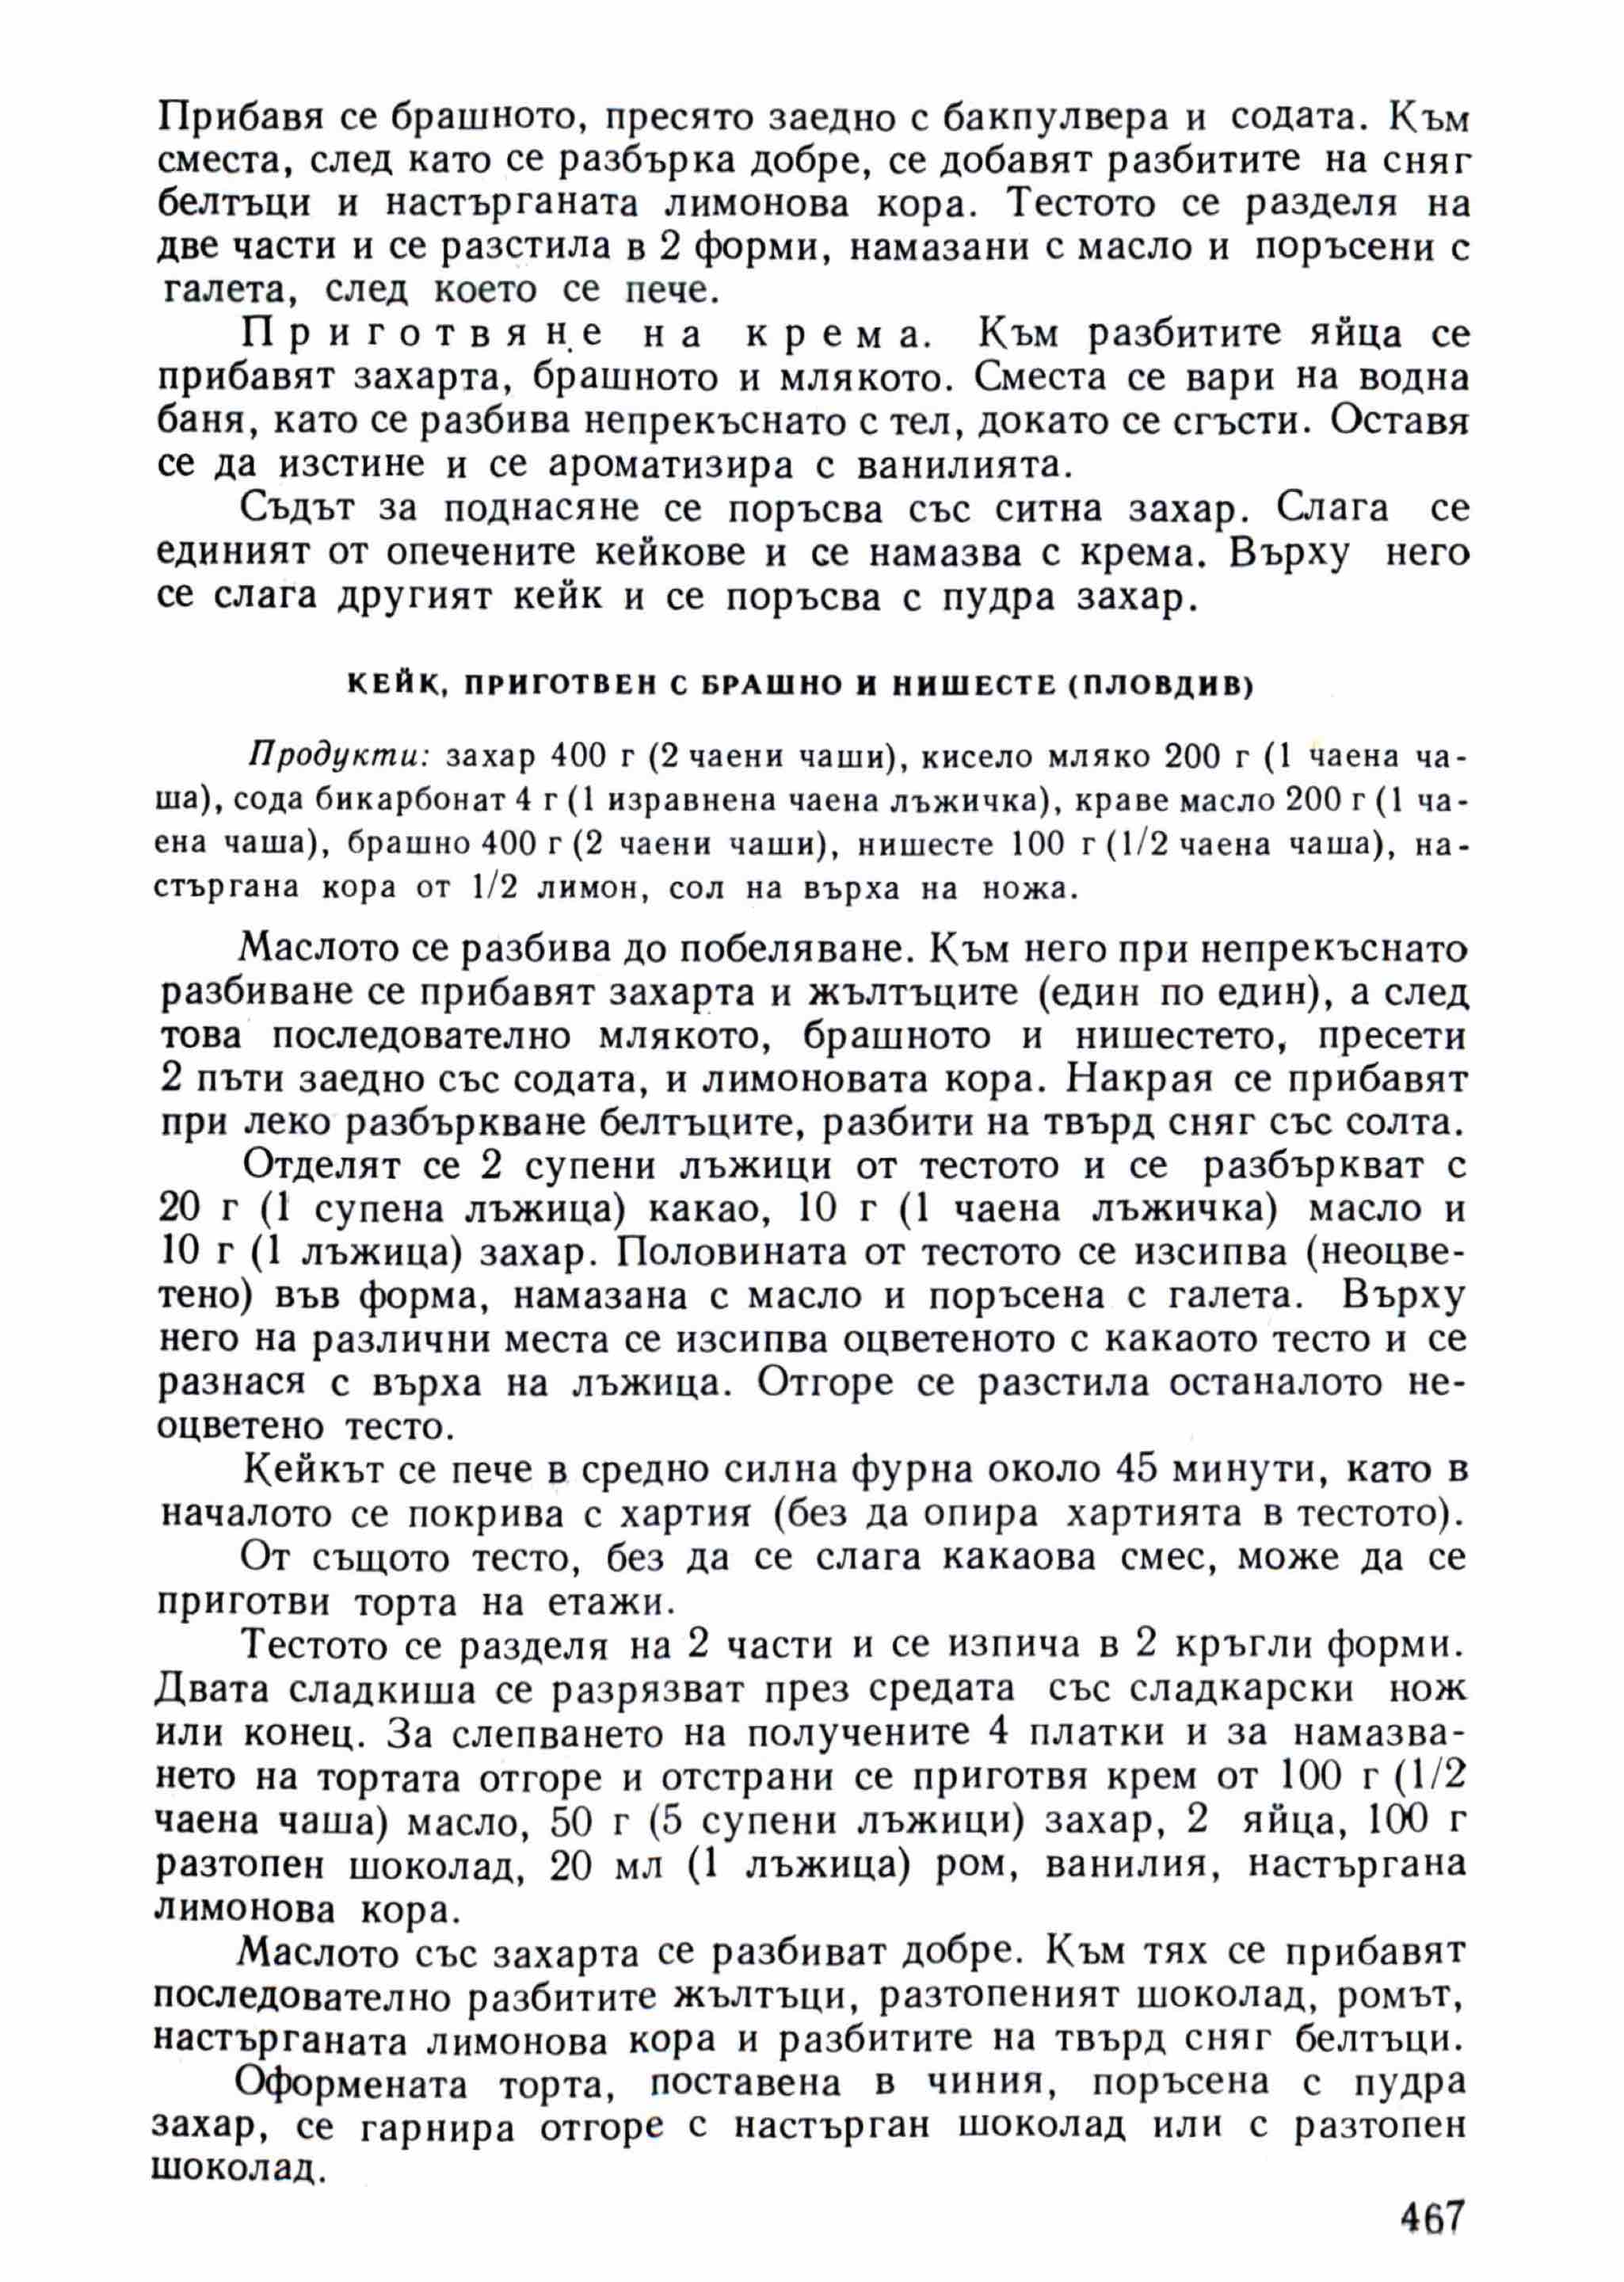 Прибавя се брашното, пресято заедно с бакпулвера и содата. Към
сместа, след като се разбърка добре, се добавят разбитите на сняг
белтъци и настърганата лимонова кора. Тестото се разделя на
две части и се разстила в 2 форми, намазани с масло и поръсени с
галета, след което се пече.
Приготвяне на крема. Към разбитите яйца се
прибавят захарта, брашното и млякото. Сместа се вари на водна
баня, като се разбива непрекъснато с тел, докато се сгъсти. Оставя
се да изстине и се ароматизира с ванилията.
Съдът за поднасяне се поръсва със ситна захар. Слага се
единият от опечените кейкове и се намазва с крема. Върху него
се слага другият кейк и се поръсва с пудра захар.
КЕЙК, ПРИГОТВЕН С БРАШНО И НИШЕСТЕ (ПЛОВДИВ)
Продукти: захар 400 г (2 чаени чаши), кисело мляко 200 г (1 чаена ча-
ша), сода бикарбонат 4 г (1 изравнена чаена лъжичка), краве масло 200 г (1 ча-
ена чаша), брашно 400 г (2 чаени чаши), нишесте 100 г (1/2 чаена чаша), на-
стъргана кора от 1/2 лимон, сол на върха на ножа.
Маслото се разбива до побеляване. Към него при непрекъснато
разбиване се прибавят захарта и жълтъците (един по един), а след
това последователно млякото, брашното и нишестето, пресети
2 пъти заедно със содата, и лимоновата кора. Накрая се прибавят
при леко разбъркване белтъците, разбити на твърд сняг със солта.
Отделят се 2 супени лъжици от тестото и се разбъркват с
20 г (1 супена лъжица) какао, 10 г (1 чаена лъжичка) масло и
10 г (1 лъжица) захар. Половината от тестото се изсипва (неоцве-
тено) във форма, намазана с масло и поръсена с галета. Върху
него на различни места се изсипва оцветеното с какаото тесто и се
разнася с върха на лъжица. Отгоре се разстила останалото не-
оцветено тесто.
Кейкът се пече в средно силна фурна около 45 минути, като в
началото се покрива с хартия (без да опира хартията в тестото).
От същото тесто, без да се слага какаова смес, може да се
приготви торта на етажи.
Тестото се разделя на 2 части и се изпича в 2 кръгли форми.
Двата сладкиша се разрязват през средата със сладкарски нож
или конец. За слепването на получените 4 платки и за намазва-
нето на тортата отгоре и отстрани се приготвя крем от 100 г (1/2
чаена чаша) масло, 50 г (5 супени лъжици) захар, 2 яйца, 100 г
разтопен шоколад, 20 мл (1 лъжица) ром, ванилия, настъргана
лимонова кора.
Маслото със захарта се разбиват добре. Към тях се прибавят
последователно разбитите жълтъци, разтопеният шоколад, ромът,
настърганата лимонова кора и разбитите на твърд сняг белтъци.
Оформената торта, поставена в чиния, поръсена с пудра
захар, се гарнира отгоре с настърган шоколад или с разтопен
шоколад.
467